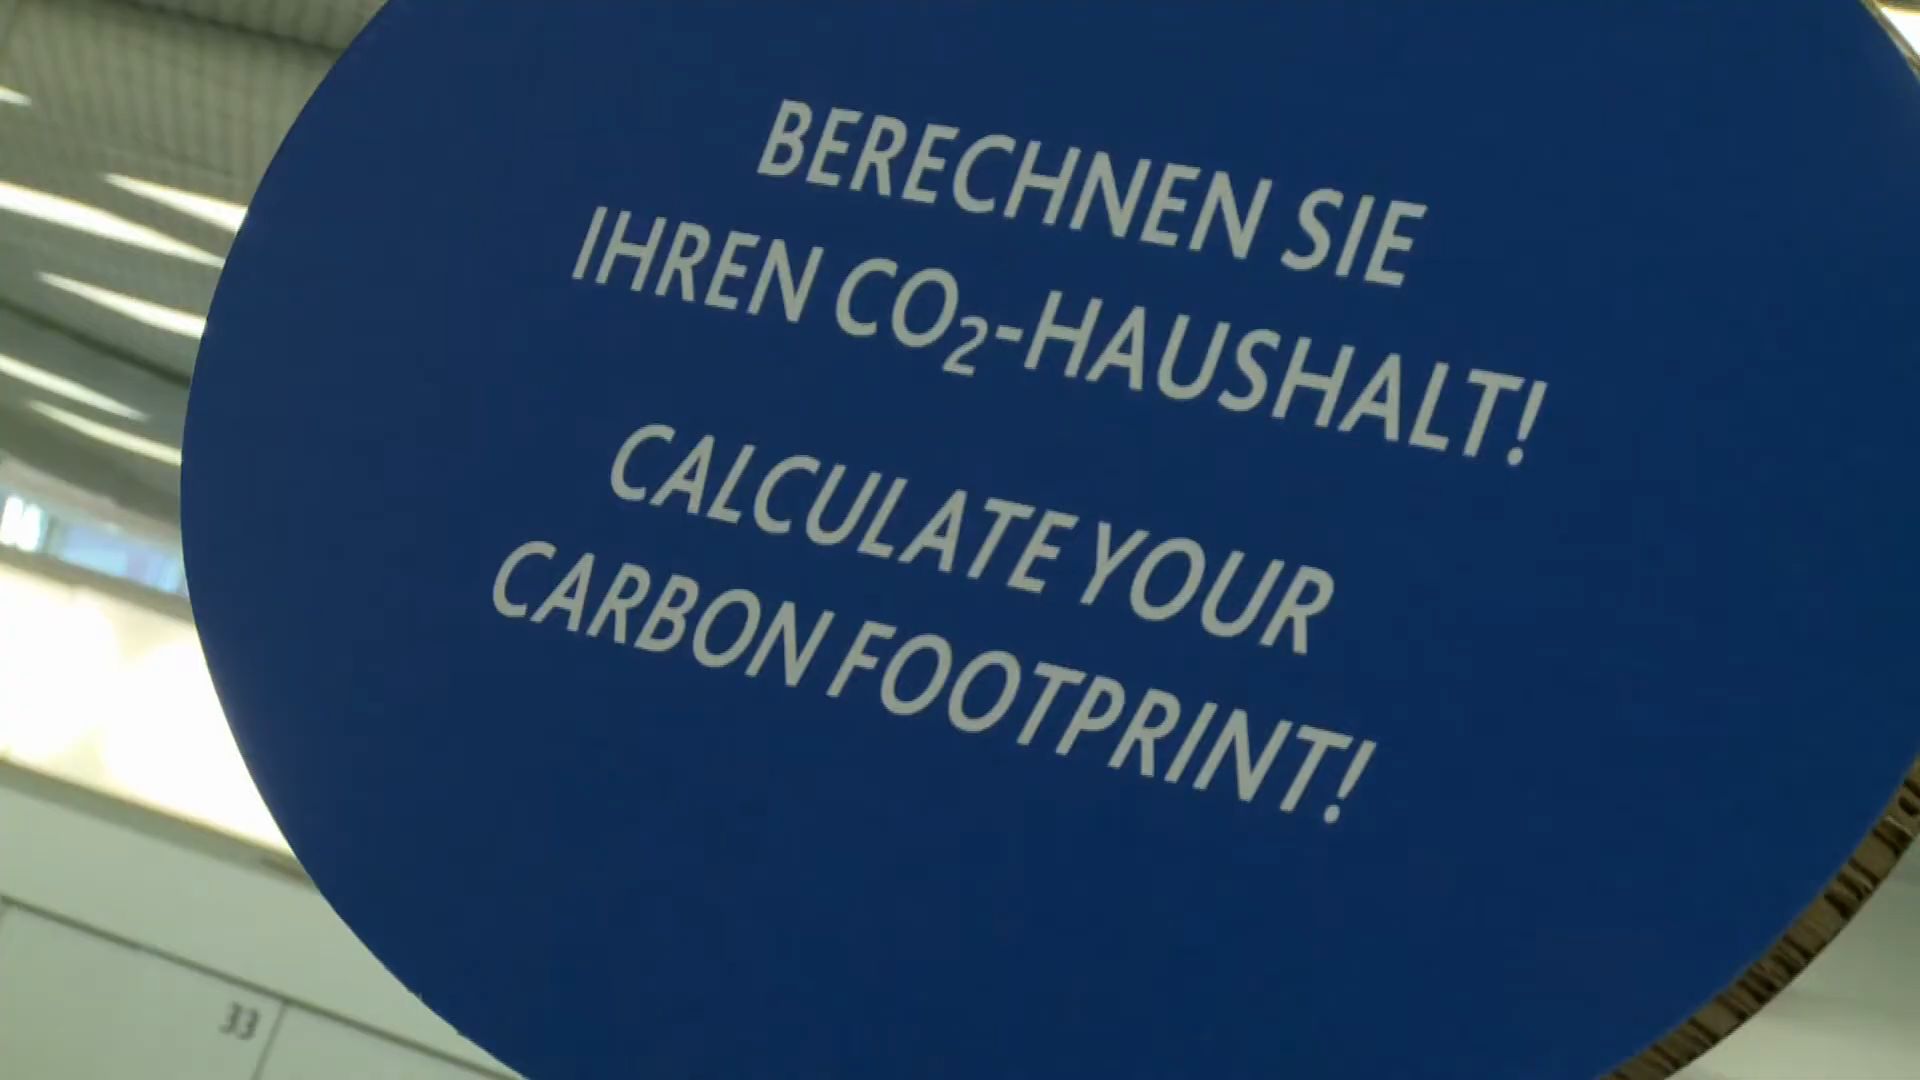 BERECHNEN SIE
IHREN CO₂-HAUSHALT!
CALCULATE YOUR
CARBON FOOTPRINT!
33